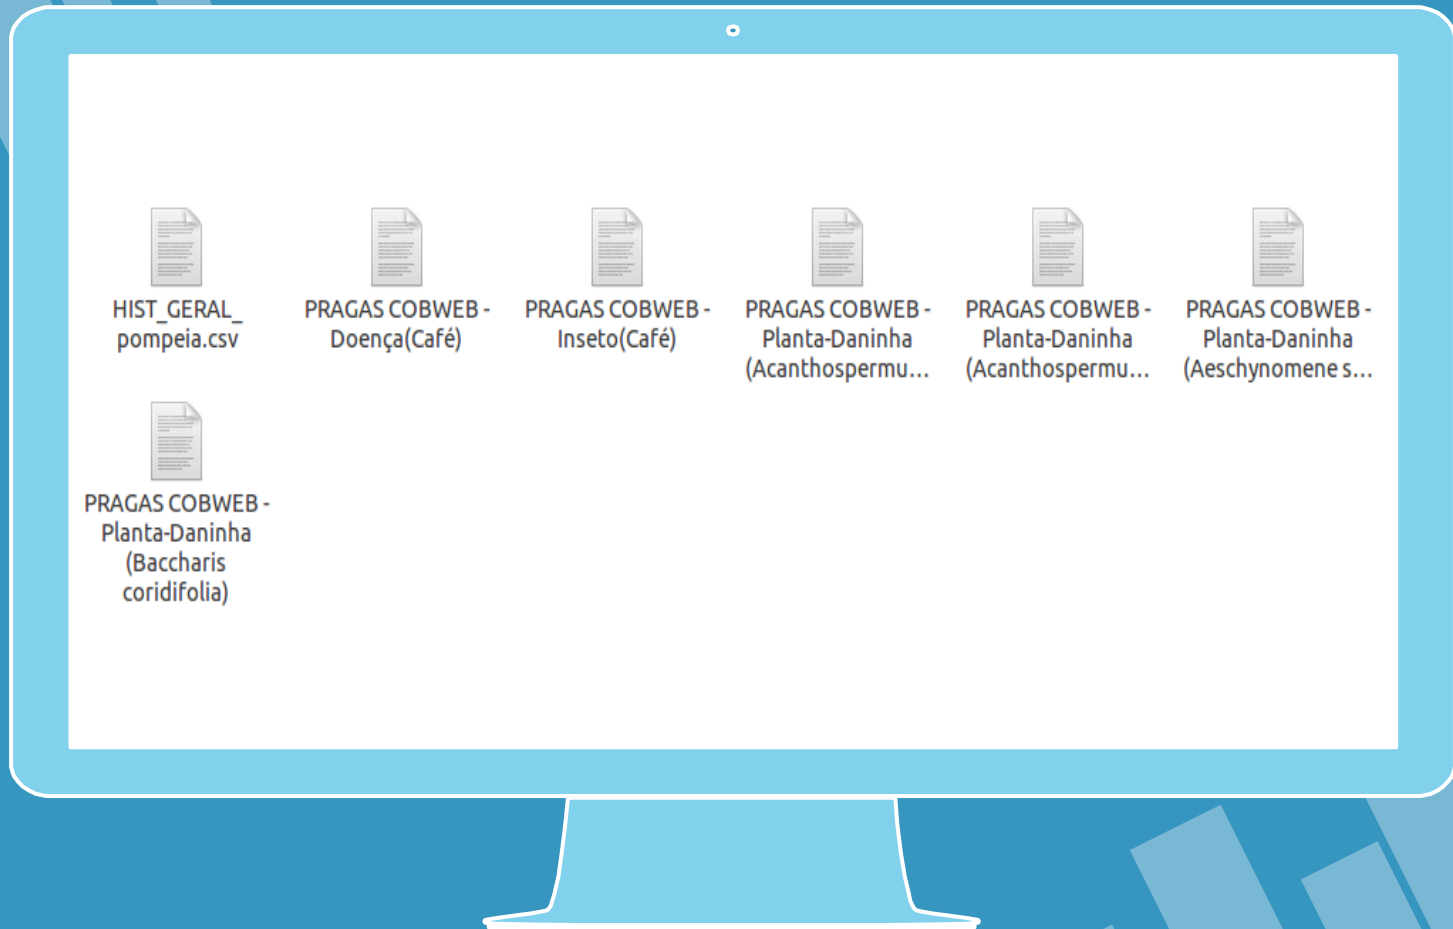 HIST_GERAL_
pompeia.csv
PRAGAS COBWEB -
Doença(Café)
PRAGAS COBWEB -
Inseto(Café)
PRAGAS COBWEB -
Planta-Daninha
(Acanthospermu...
PRAGAS COBWEB -
Planta-Daninha
(Acanthospermu...
PRAGAS COBWEB -
Planta-Daninha
(Aeschynomene s...
PRAGAS COBWEB -
Planta-Daninha
(Baccharis
coridifolia)